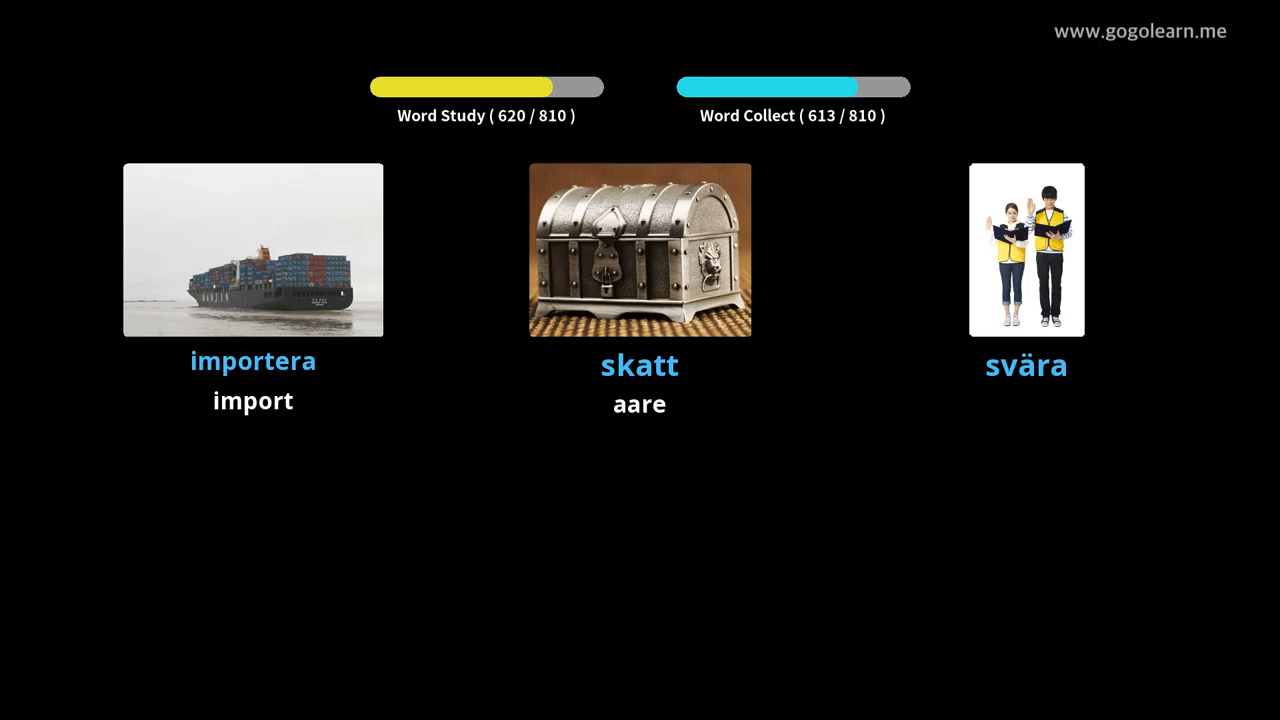 www.gogolearn.me
Word Study ( 620 / 810 )
Word Collect ( 613 / 810 )
importera
skatt
svära
import
aare